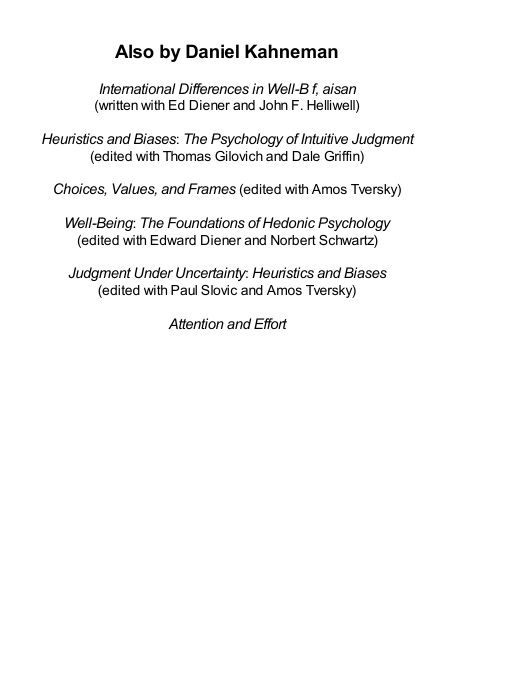 Also by Daniel Kahneman
International Differences in Well-B f, aisan
(written with Ed Diener and John F. Helliwell)
Heuristics and Biases: The Psychology of Intuitive Judgment
(edited with Thomas Gilovich and Dale Griffin)
Choices, Values, and Frames (edited with Amos Tversky)
Well-Being: The Foundations of Hedonic Psychology
(edited with Edward Diener and Norbert Schwartz)
Judgment Under Uncertainty: Heuristics and Biases
(edited with Paul Slovic and Amos Tversky)
Attention and Effort